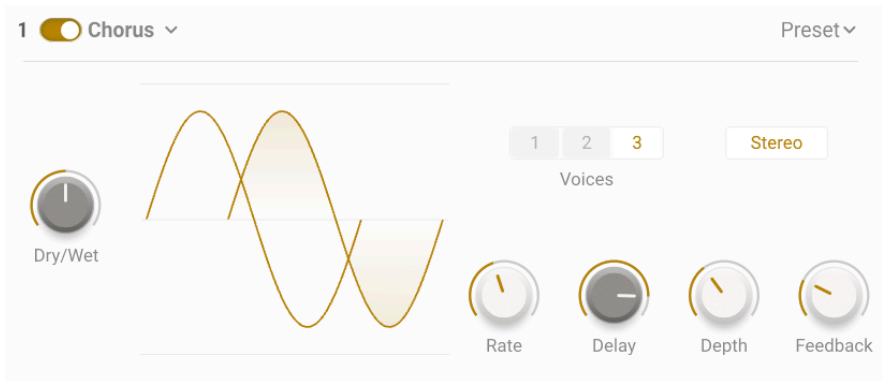 1 Chorus Preset
1 2 3 Stereo
Voices
Dry/Wet
Rate Delay Depth Feedback